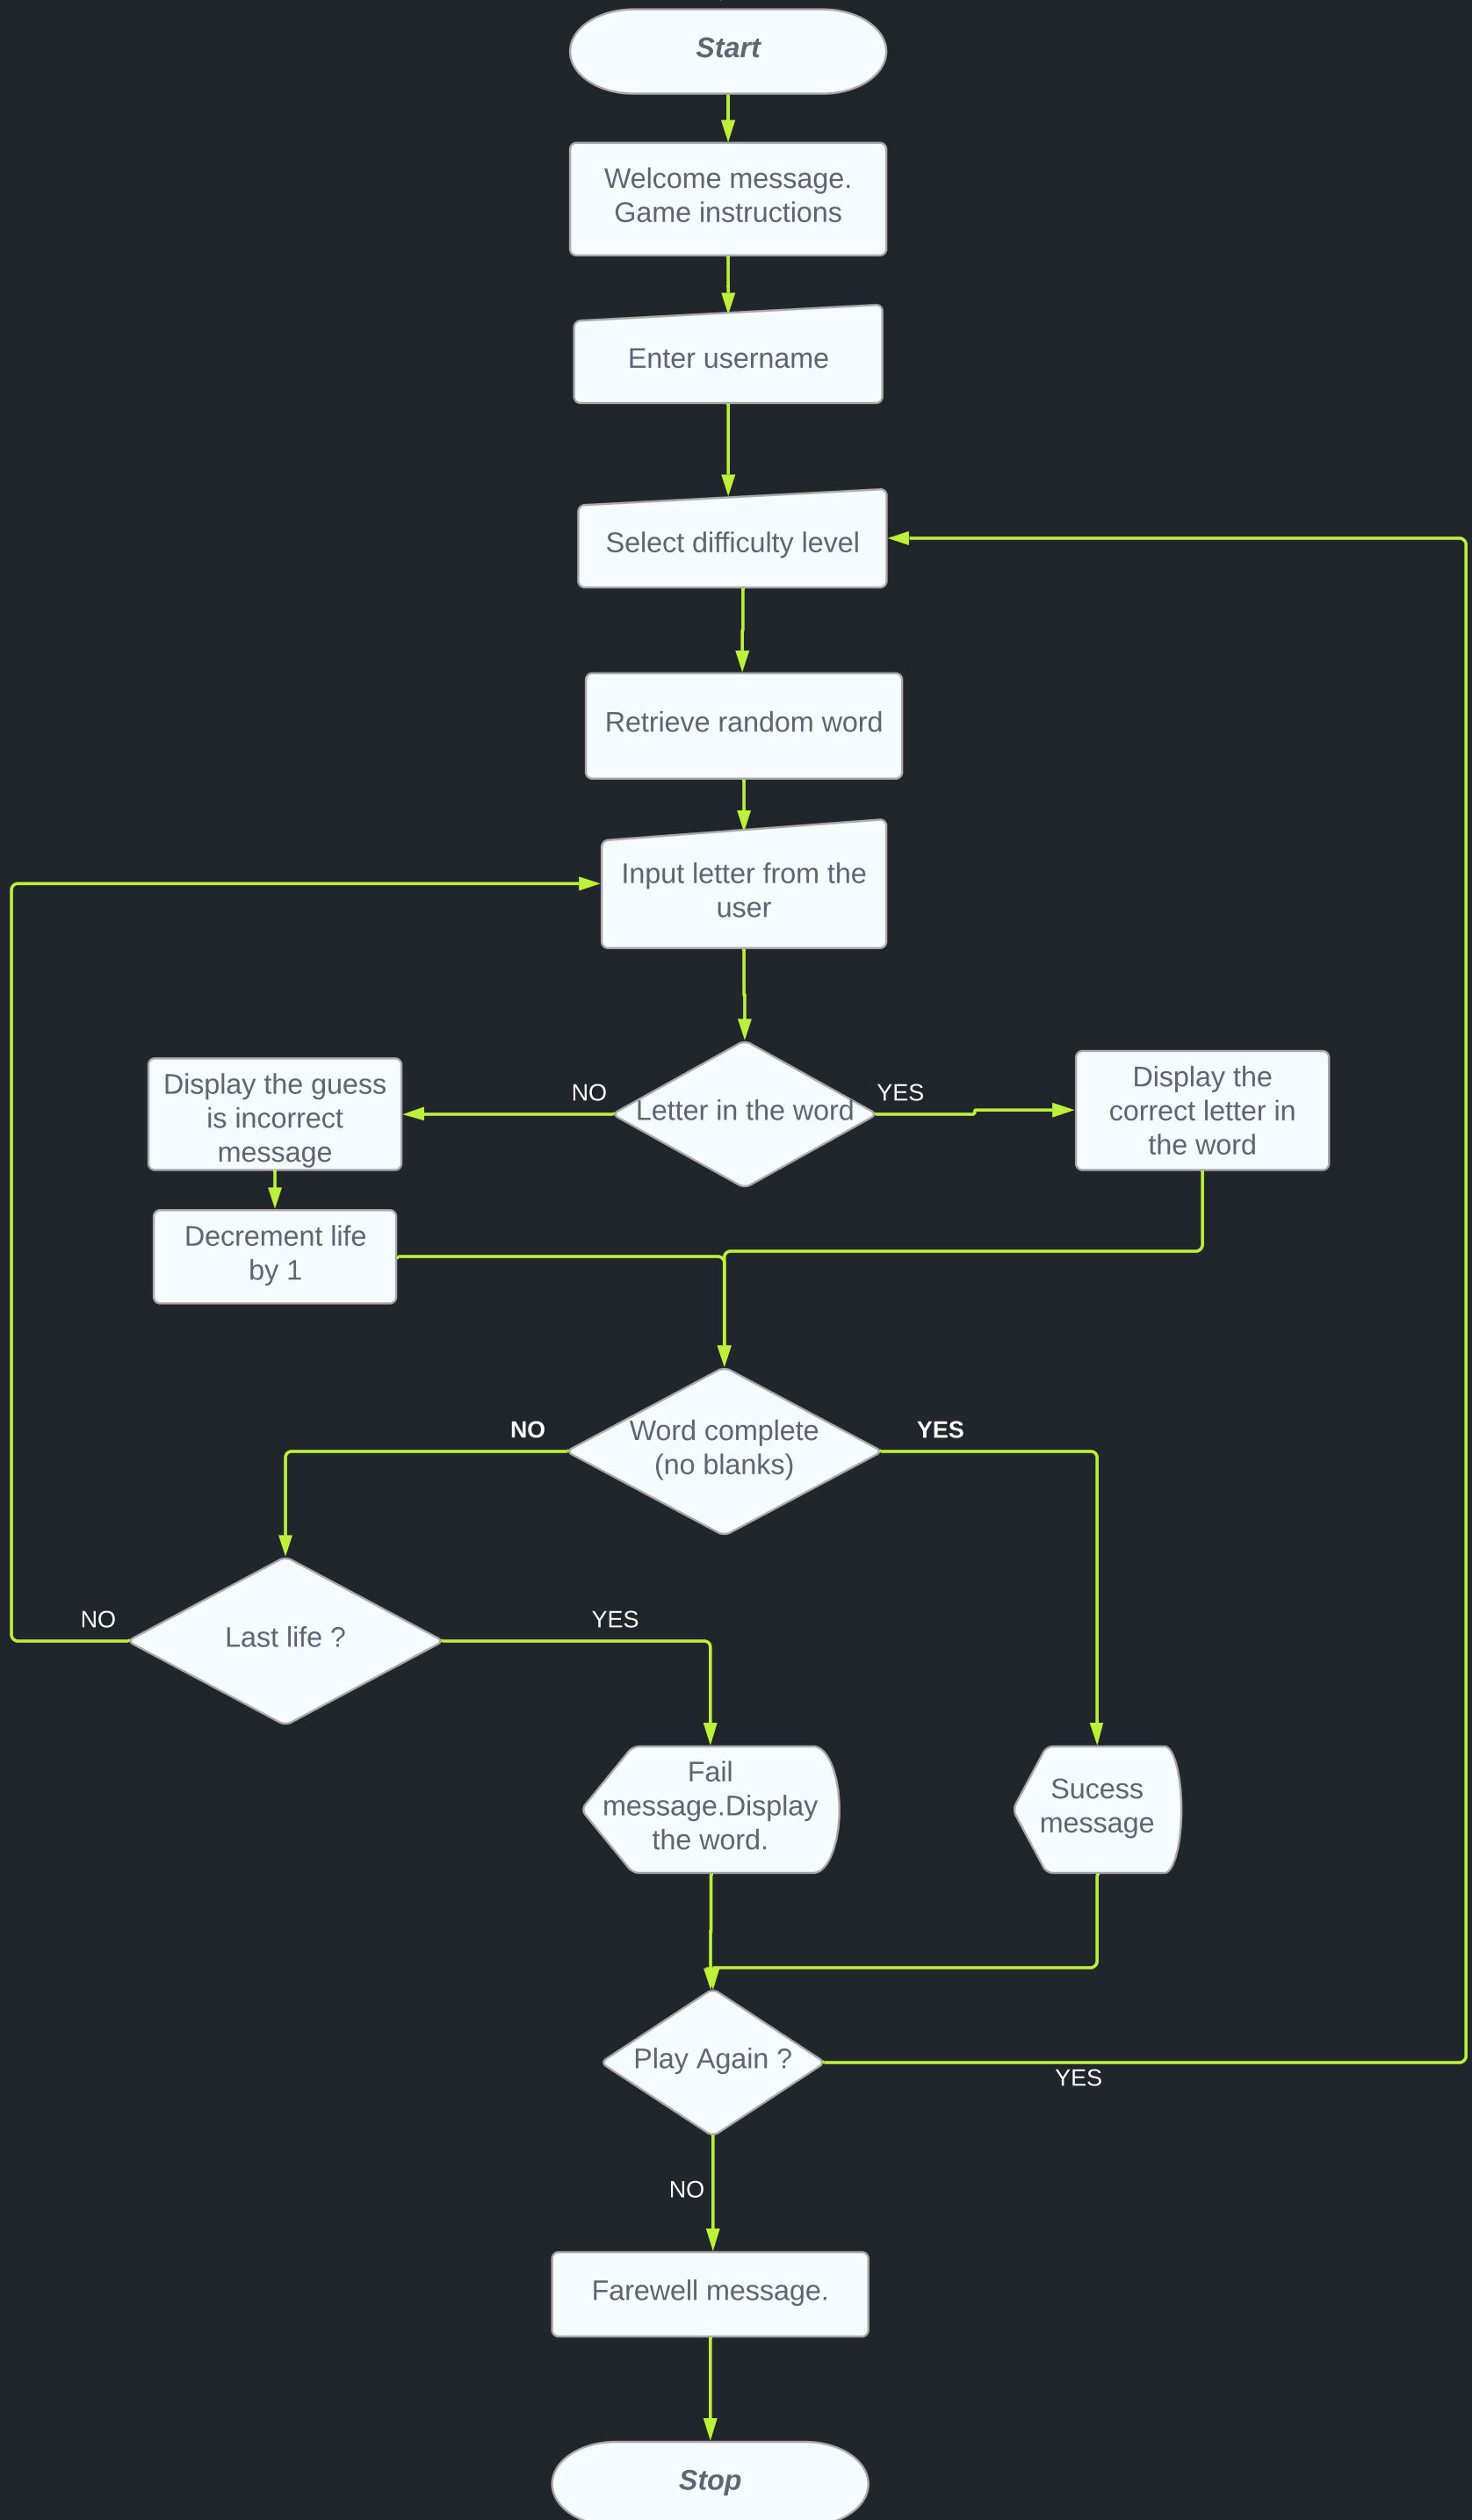 Start
Welcome message.
Game instructions
Enter username
Select difficulty level
Retrieve random word
Input letter from the
user
Display the guess
is incorrect
message
NO
Letter in the word
YES
Display the
correct letter in
the word
Decrement life
by 1
NO
Word complete
(no blanks)
YES
NO
Last life ?
YES
Fail
message.Display
the word.
Sucess
message
Play Again ?
YES
NO
Farewell message.
Stop